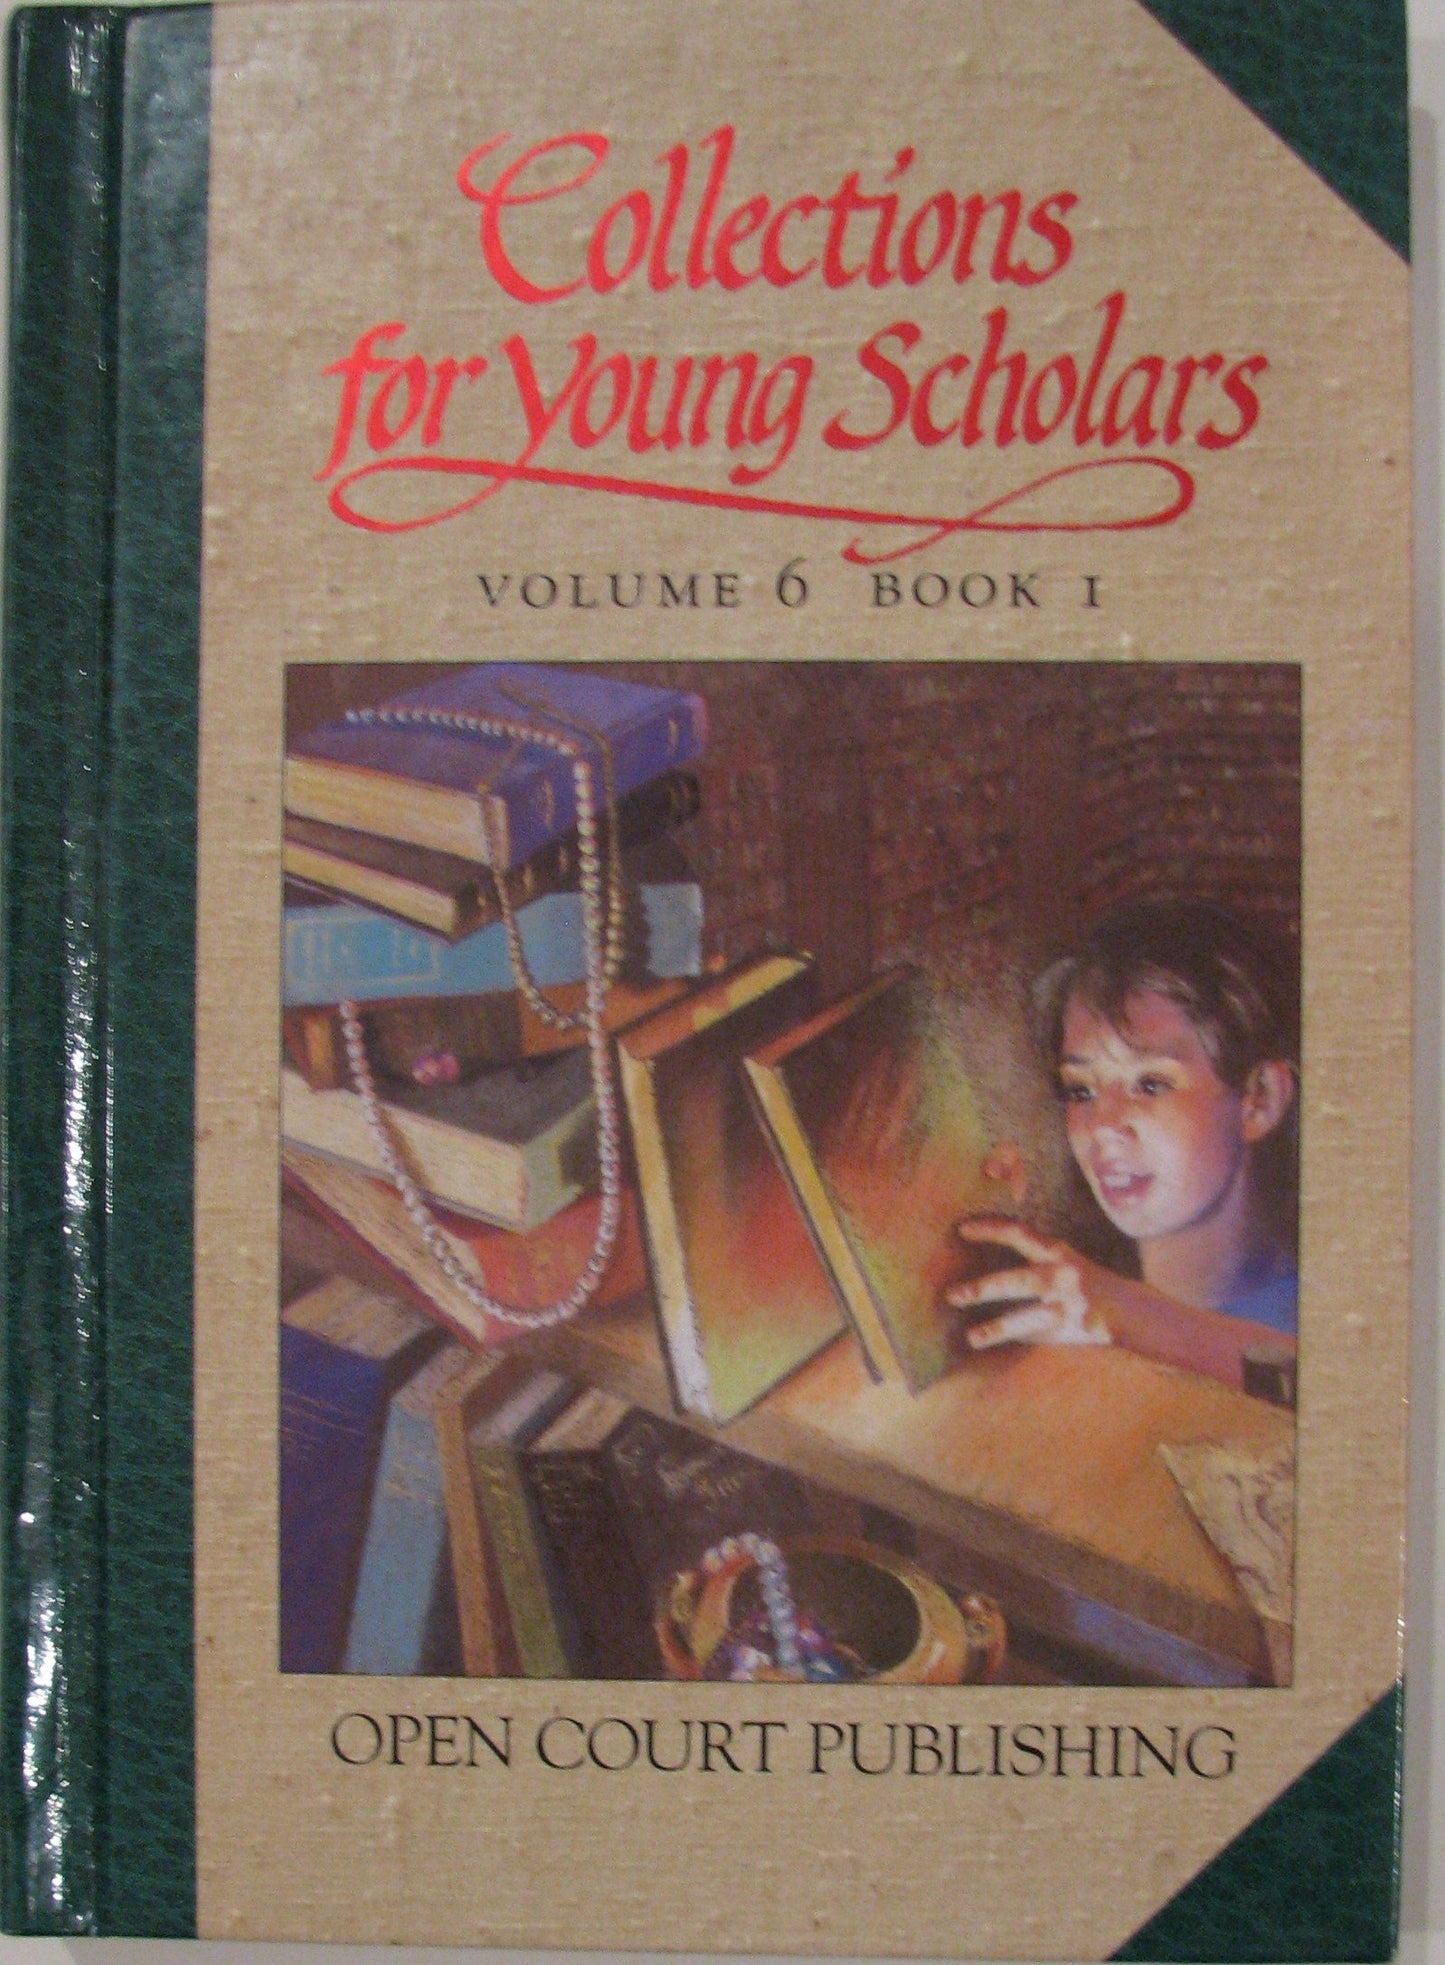 Collections
for Young Scholars
VOLUME 6 BOOK 1
OPEN COURT PUBLISHING